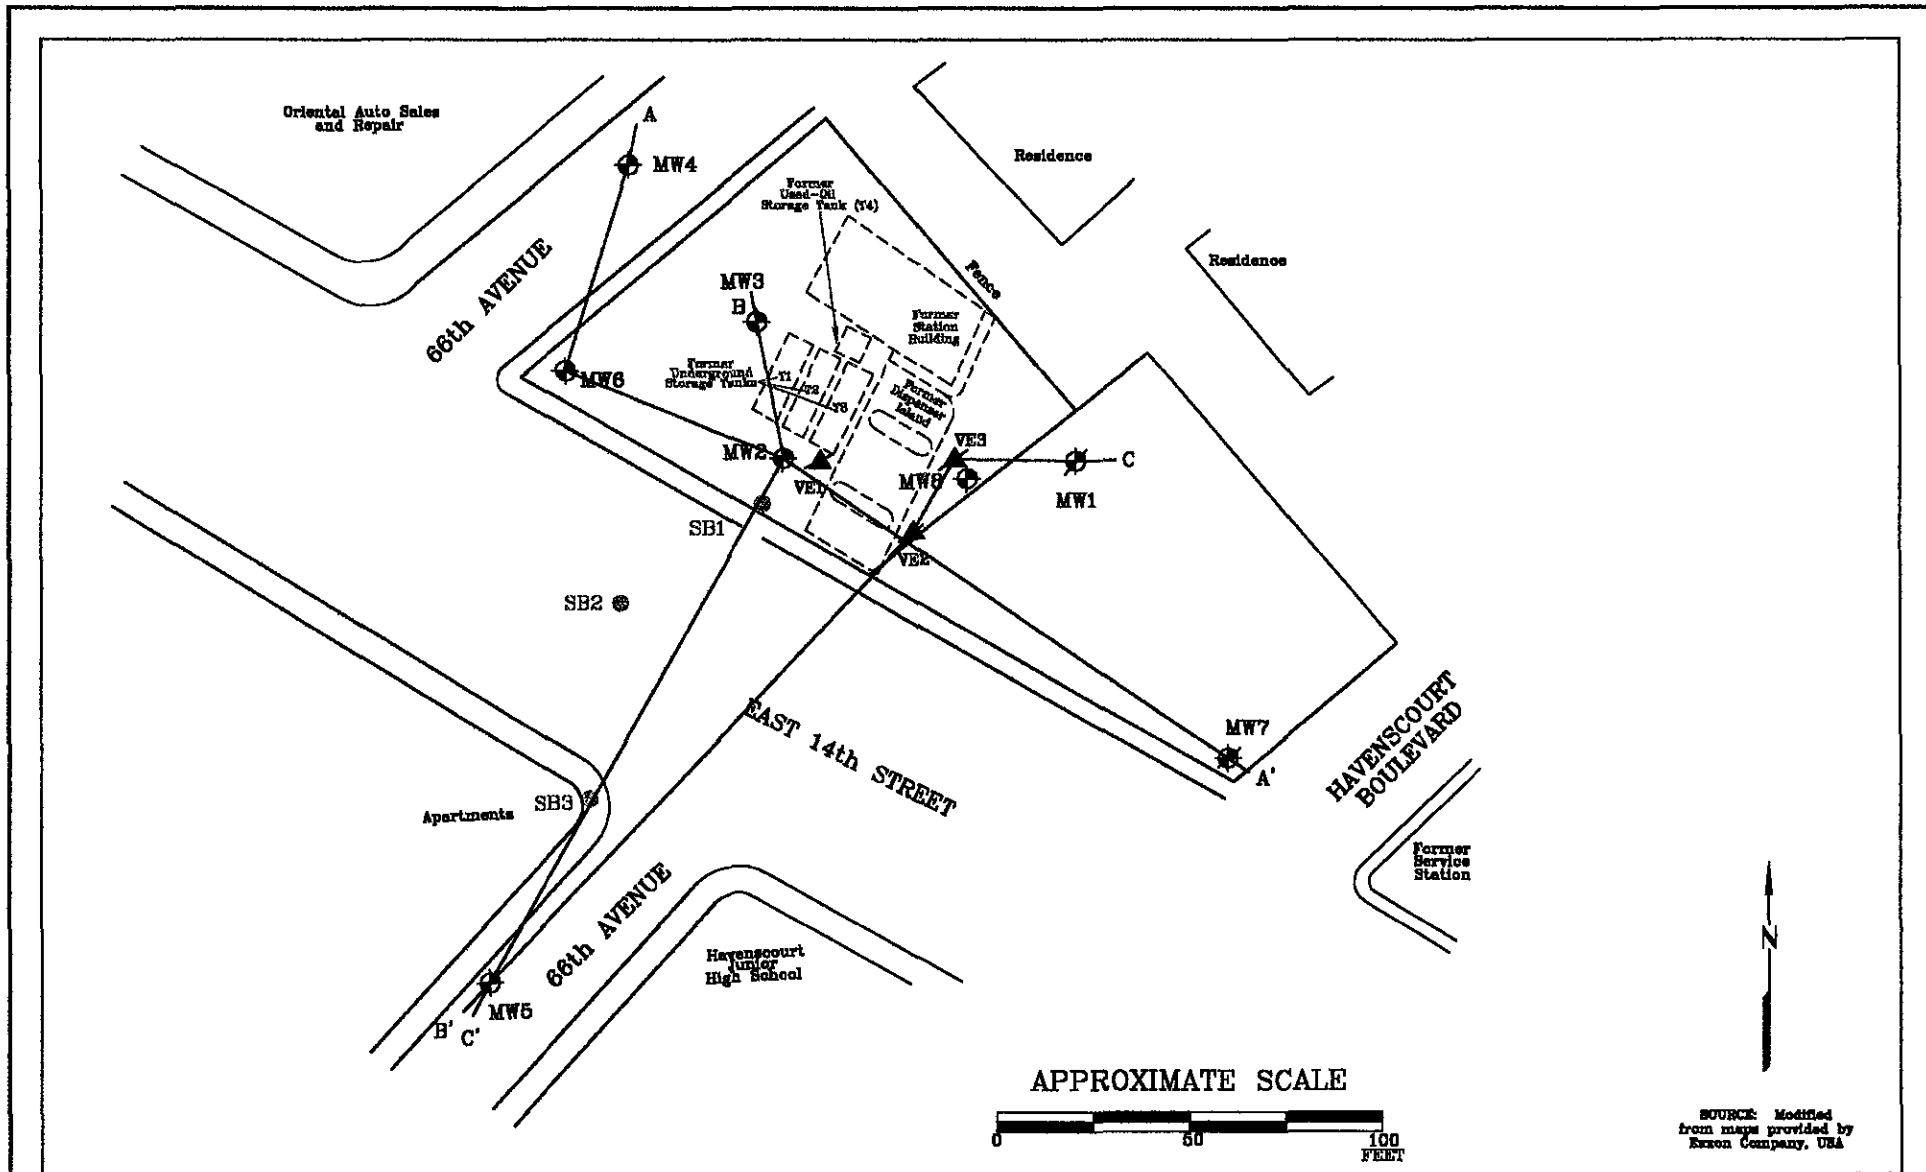 Oriental Auto Sales
and Repair
A
MW4
Residence
Former
Used-Oil
Storage Tank (T4)
66th AVENUE
Residence
Fence
MW3
B
Former
Station
Building
MW6
Former
Underground
Storage Tanks
T1
T2
T3
Former
Dispenser
Island
MW2
VE1
VE3
MW8
C
MW1
SB1
VE2
SB2
EAST 14th STREET
MW7
A'
HAVENSCOURT
BOULEVARD
SB3
Apartments
Former
Service
Station
66th AVENUE
Havenscourt
Junior
High School
MW5
B'
C'
N
APPROXIMATE SCALE
0
50
100
FEET
SOURCE: Modified
from maps provided by
Exxon Company, USA